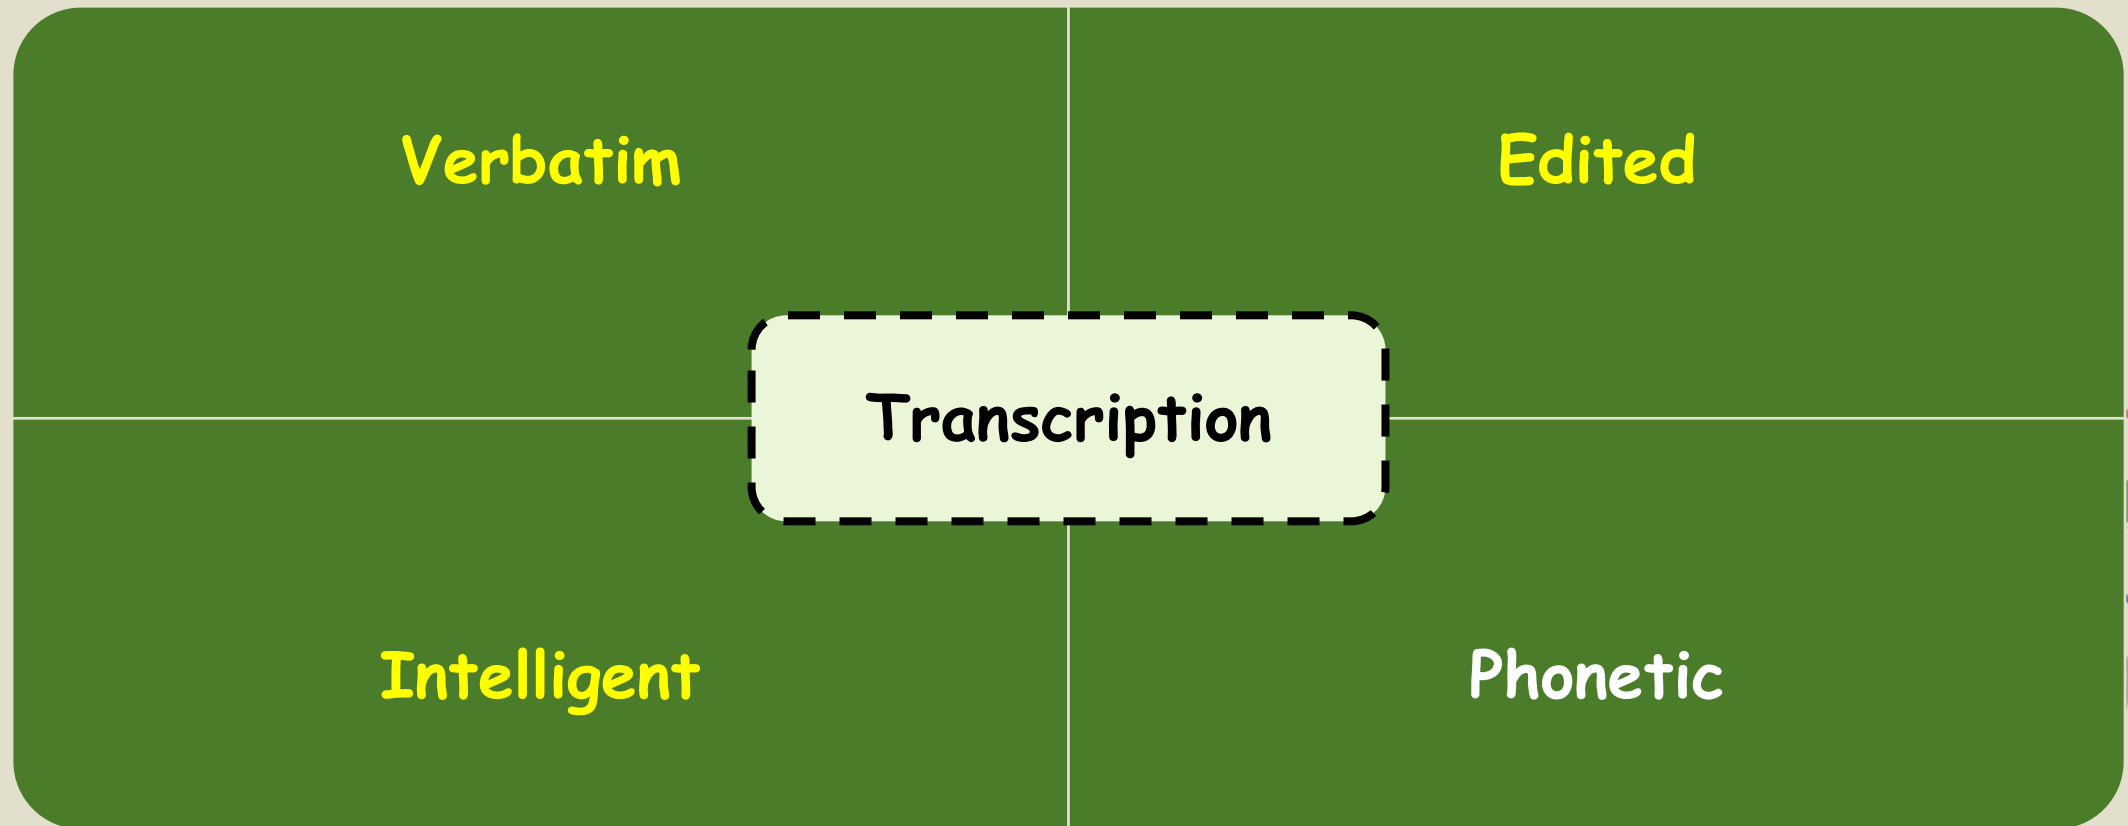 Verbatim
Edited
Transcription
Intelligent
Phonetic